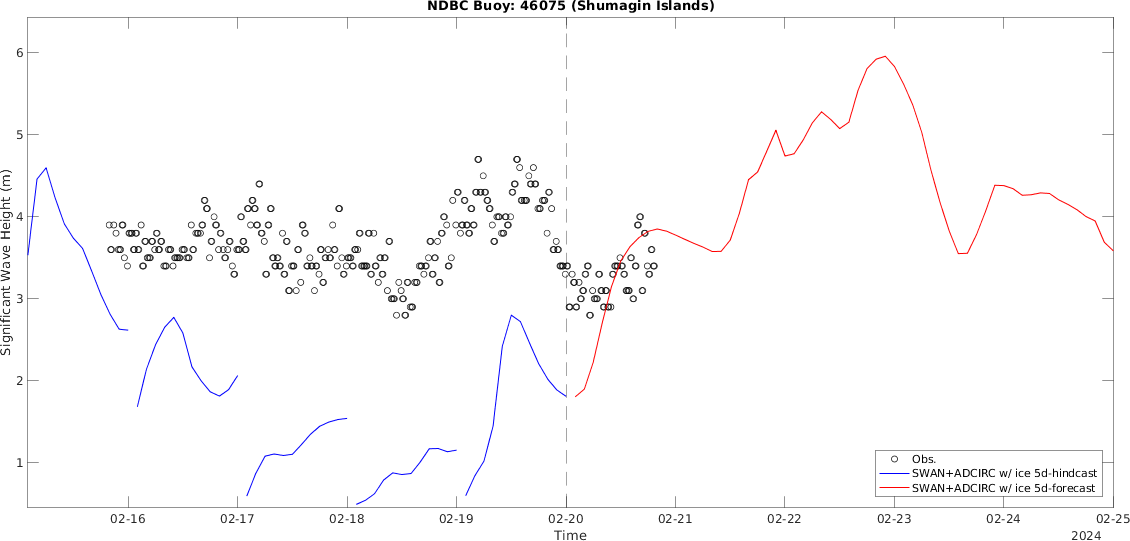 NDBC Buoy: 46075 (Shumagin Islands)
Significant Wave Height (m)
6
5
4
3
2
1
Obs.
SWAN+ADCIRC w/ ice 5d-hindcast
SWAN+ADCIRC w/ ice 5d-forecast
02-16 02-17 02-18 02-19 02-20 02-21 02-22 02-23 02-24 02-25
Time
2024